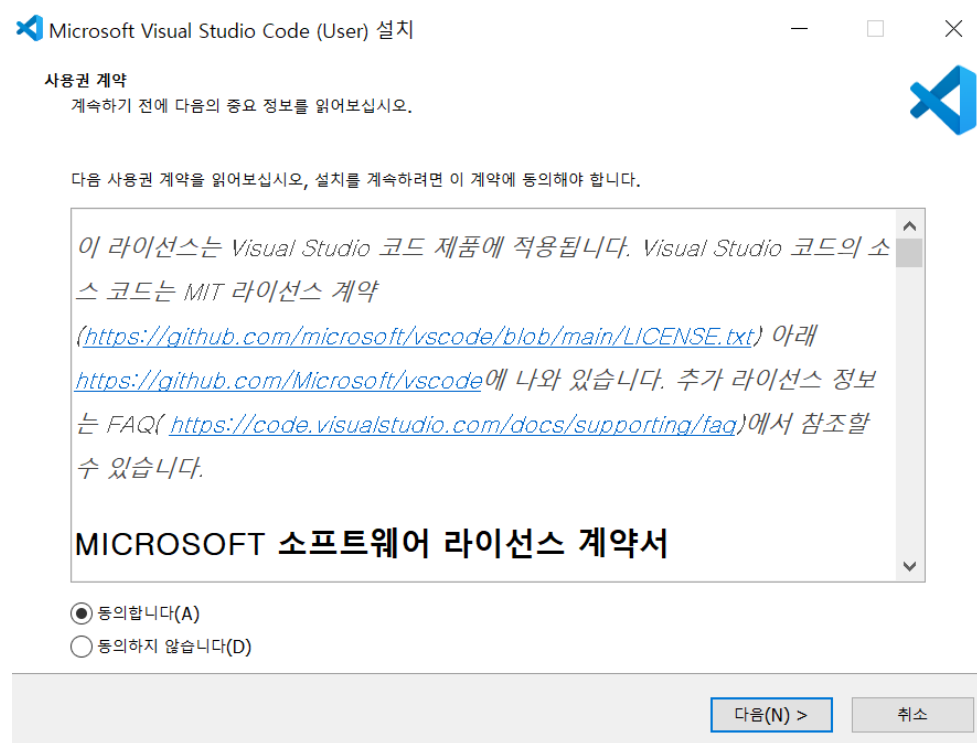 Microsoft Visual Studio Code (User) 설치
사용권 계약
계속하기 전에 다음의 중요 정보를 읽어보십시오.
다음 사용권 계약을 읽어보십시오, 설치를 계속하려면 이 계약에 동의해야 합니다.
이 라이선스는 Visual Studio 코드 제품에 적용됩니다. Visual Studio 코드의 소
스 코드는 MIT 라이선스 계약
(https://github.com/microsoft/vscode/blob/main/LICENSE.txt) 아래
https://github.com/Microsoft/vscode에 나와 있습니다. 추가 라이선스 정보
는 FAQ( https://code.visualstudio.com/docs/supporting/faq)에서 참조할
수 있습니다.
MICROSOFT 소프트웨어 라이선스 계약서
동의합니다(A)
동의하지 않습니다(D)
다음(N) >
취소